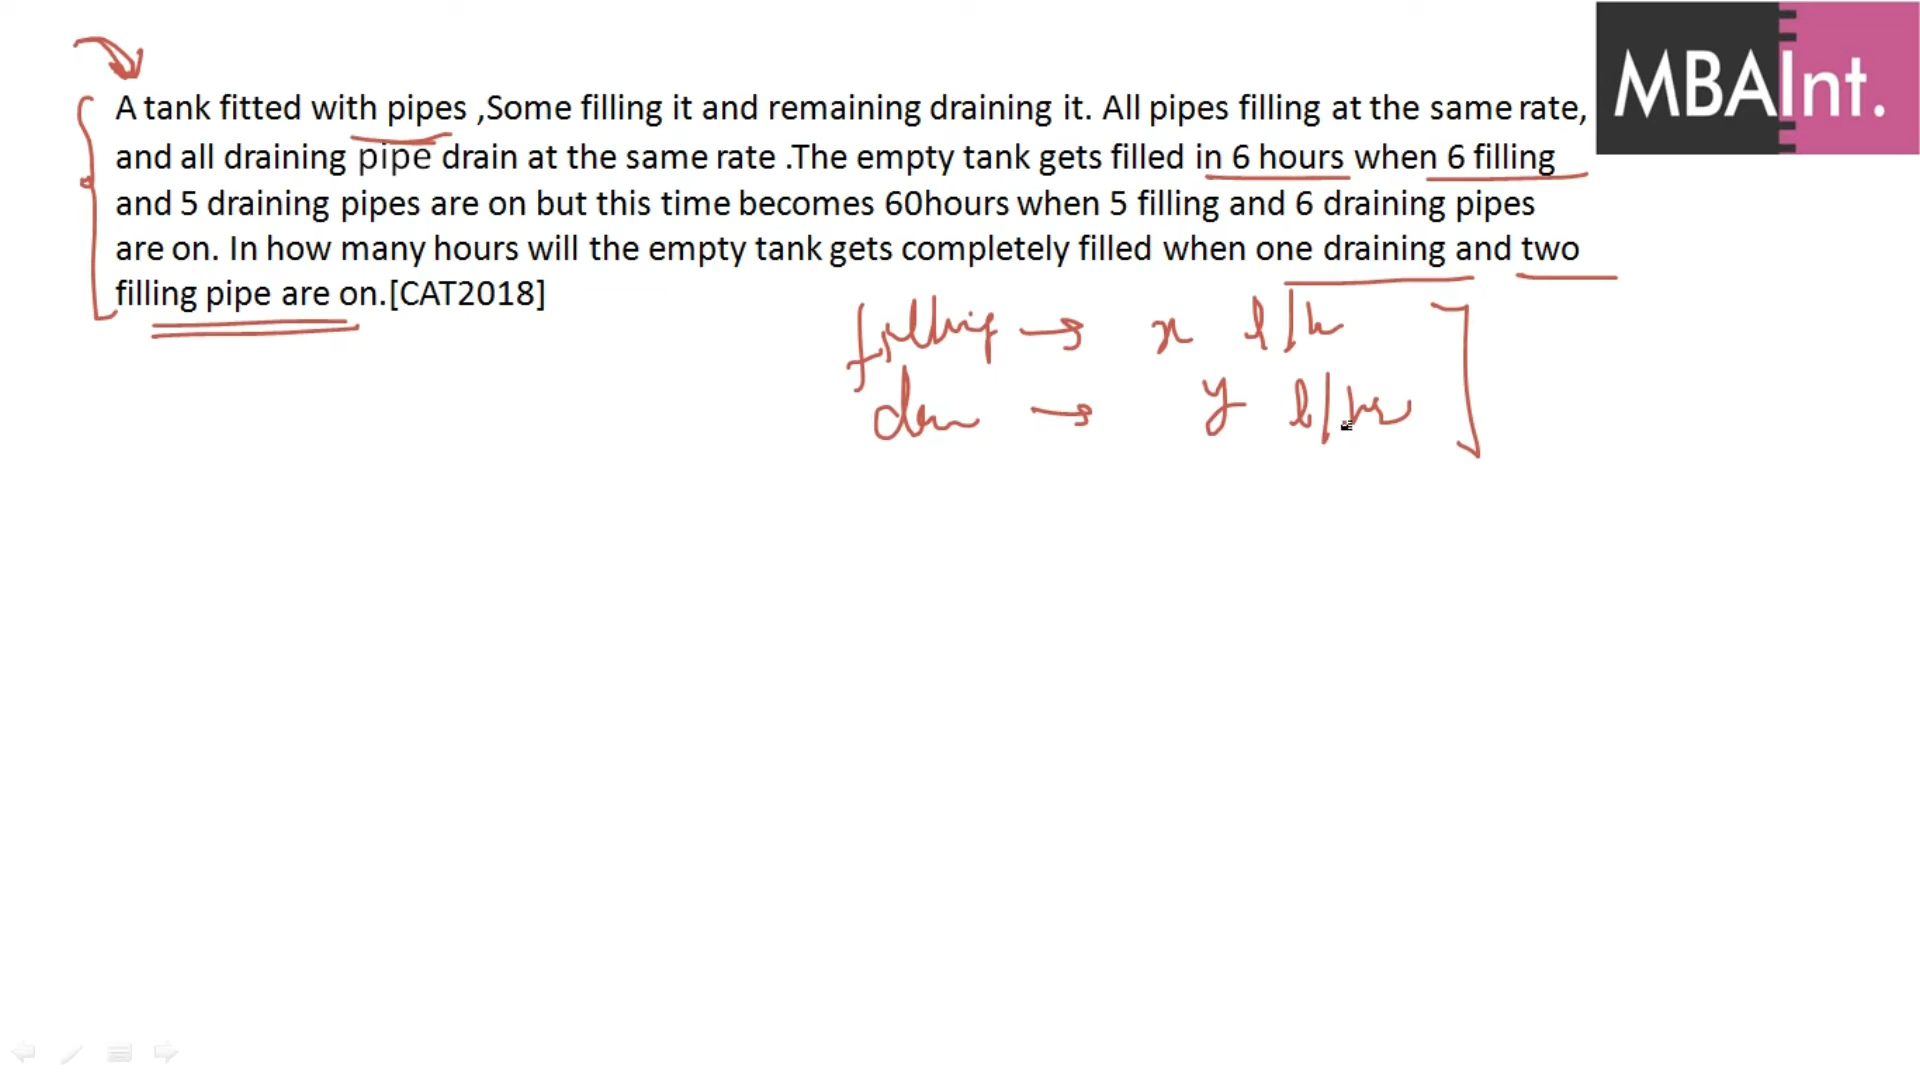 MBAInt.
A tank fitted with pipes ,Some filling it and remaining draining it. All pipes filling at the same rate,
and all draining pipe drain at the same rate .The empty tank gets filled in 6 hours when 6 filling
and 5 draining pipes are on but this time becomes 60hours when 5 filling and 6 draining pipes
are on. In how many hours will the empty tank gets completely filled when one draining and two
filling pipe are on.[CAT2018]
filling → x l/h
→ y l/hr